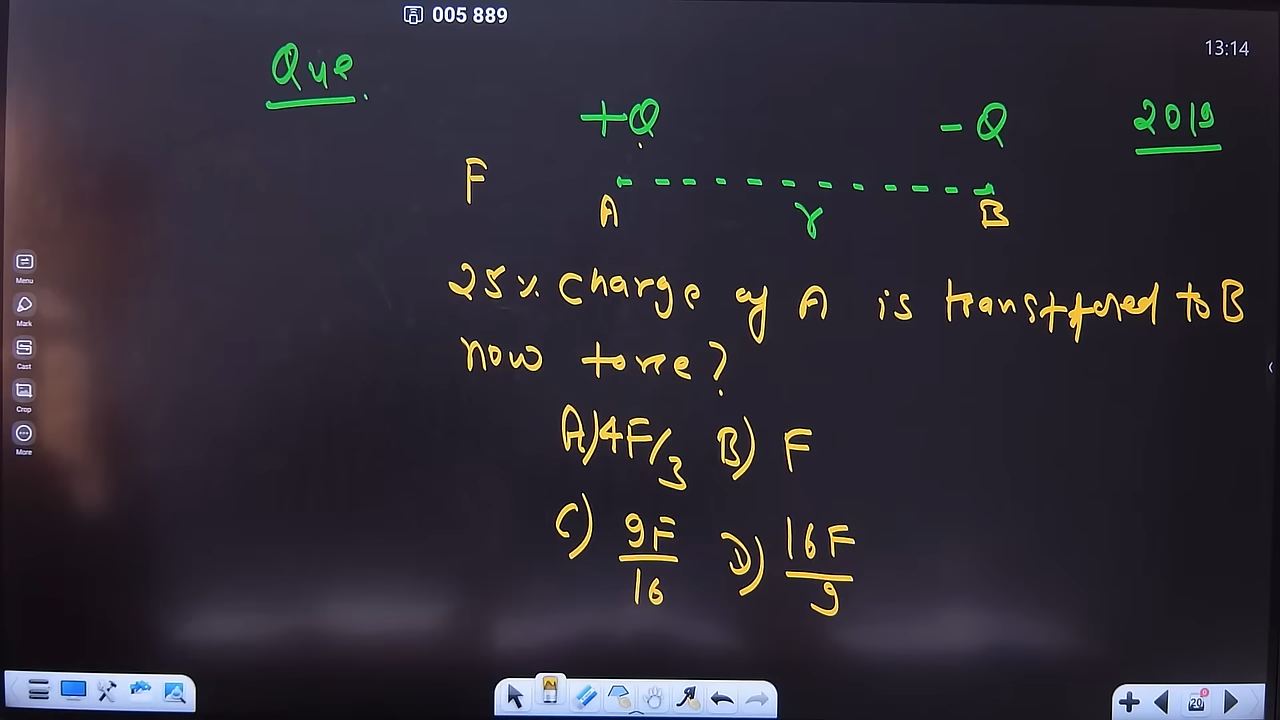 005 889
13:14
Que.
+Q - Q 2019
F
A r B
25% Charge of A is transffered to B
now force?
A) 4F/3 B) F
C) 9F/16 D) 16F/9
Menu
Mark
Cast
Crop
More
20